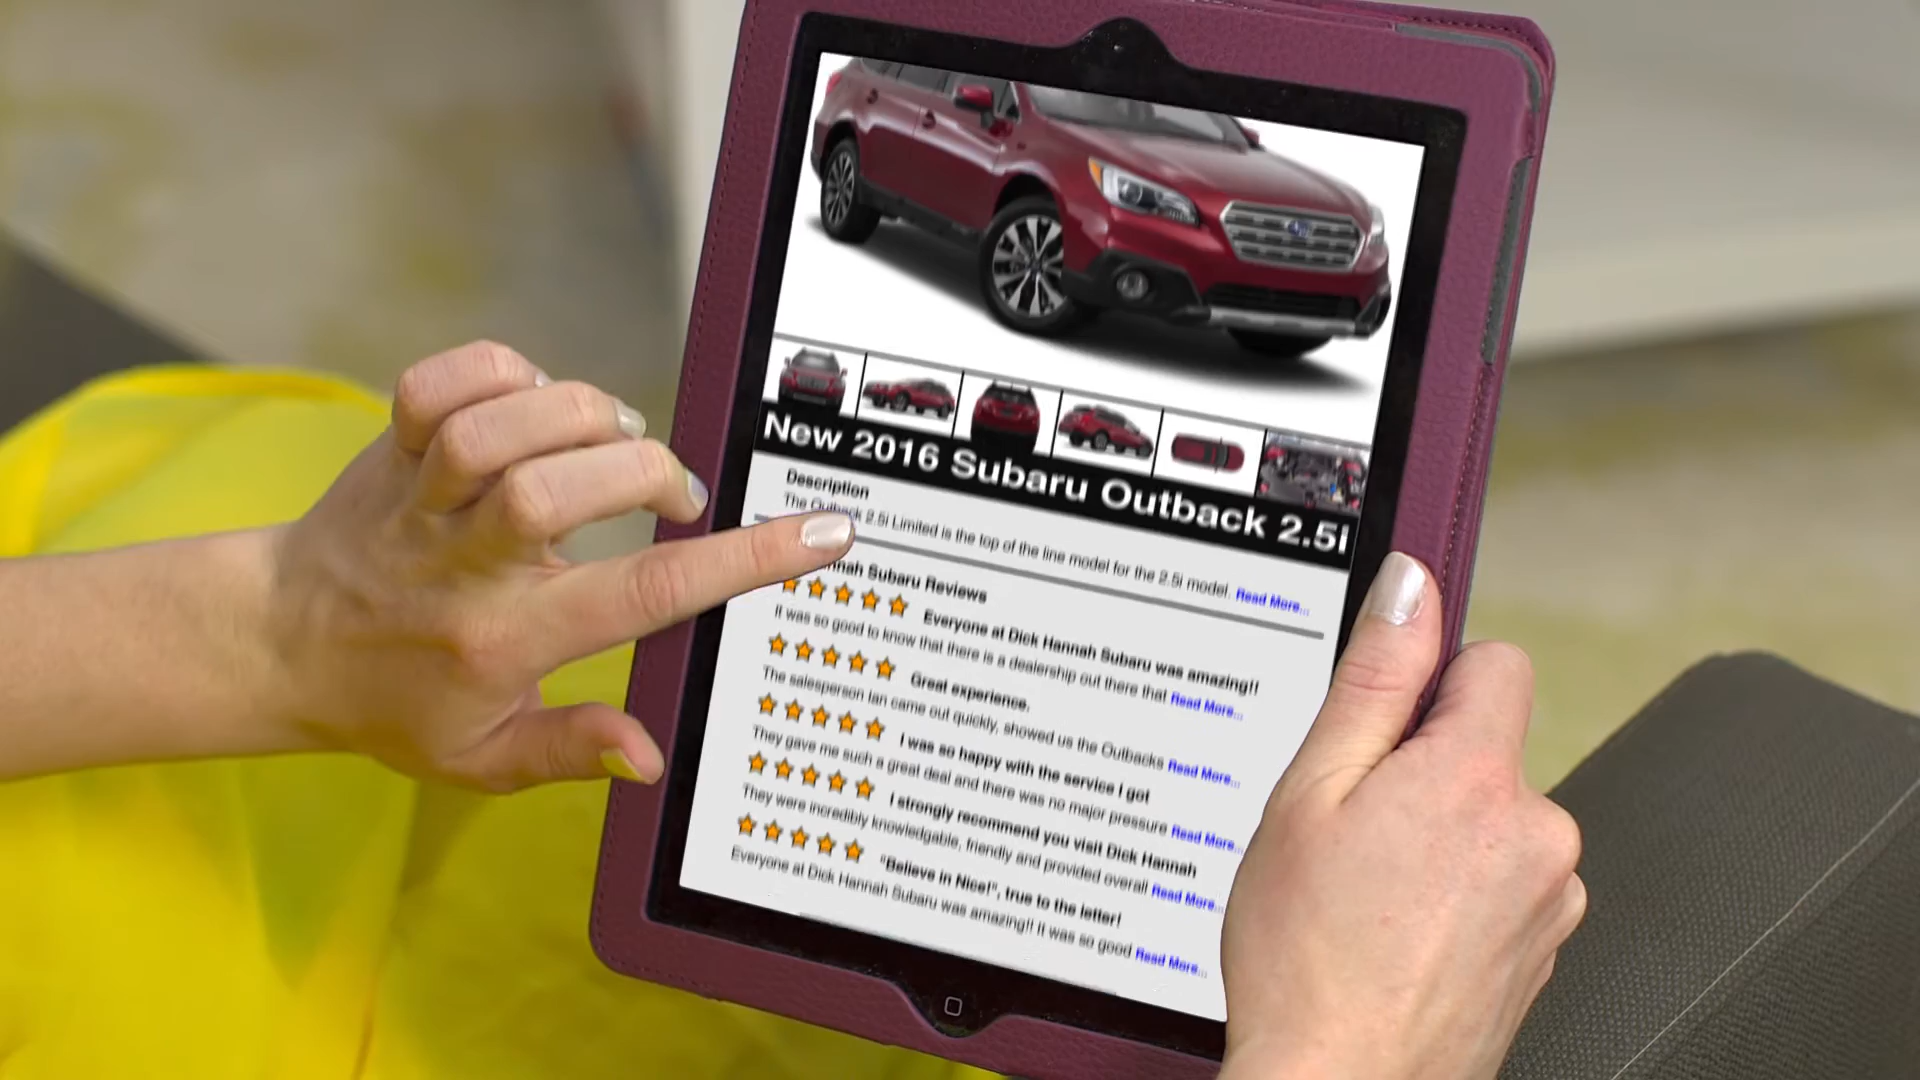 New 2016 Subaru Outback 2.5i
Description
The Outback 2.5i Limited is the top of the line model for the 2.5i model. Read More...
Hannah Subaru Reviews
Everyone at Dick Hannah Subaru was amazing!!
It was so good to know that there is a dealership out there that Read More...
Great experience.
The salesperson Ian came out quickly, showed us the Outbacks Read More...
I was so happy with the service I got
They gave me such a great deal and there was no major pressure Read More...
I strongly recommend you visit Dick Hannah
They were incredibly knowledgable, friendly and provided overall Read More...
"Believe in Nice!", true to the letter!
Everyone at Dick Hannah Subaru was amazing!! It was so good Read More...